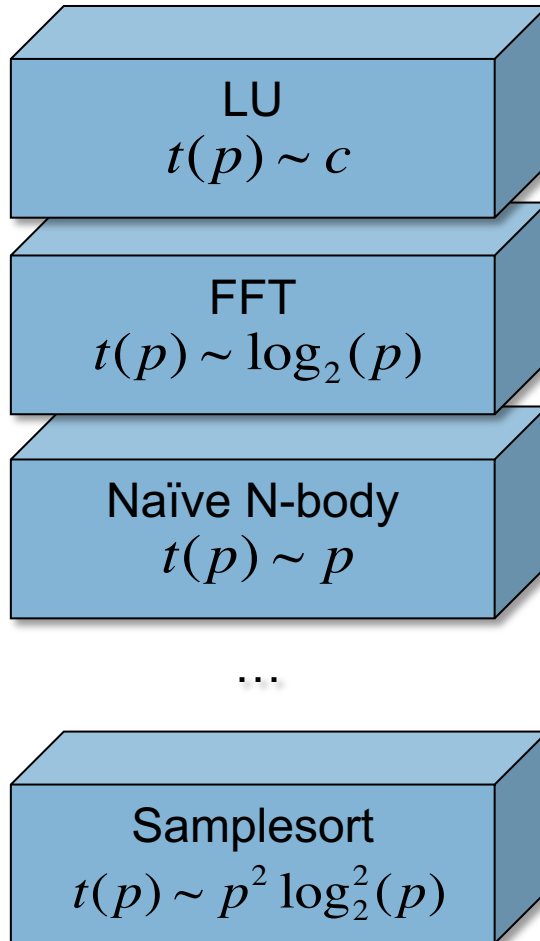 LU
t(p) ~ c
FFT
t(p) ~ log₂(p)
Naïve N-body
t(p) ~ p
...
Samplesort
t(p) ~ p² log₂²(p)